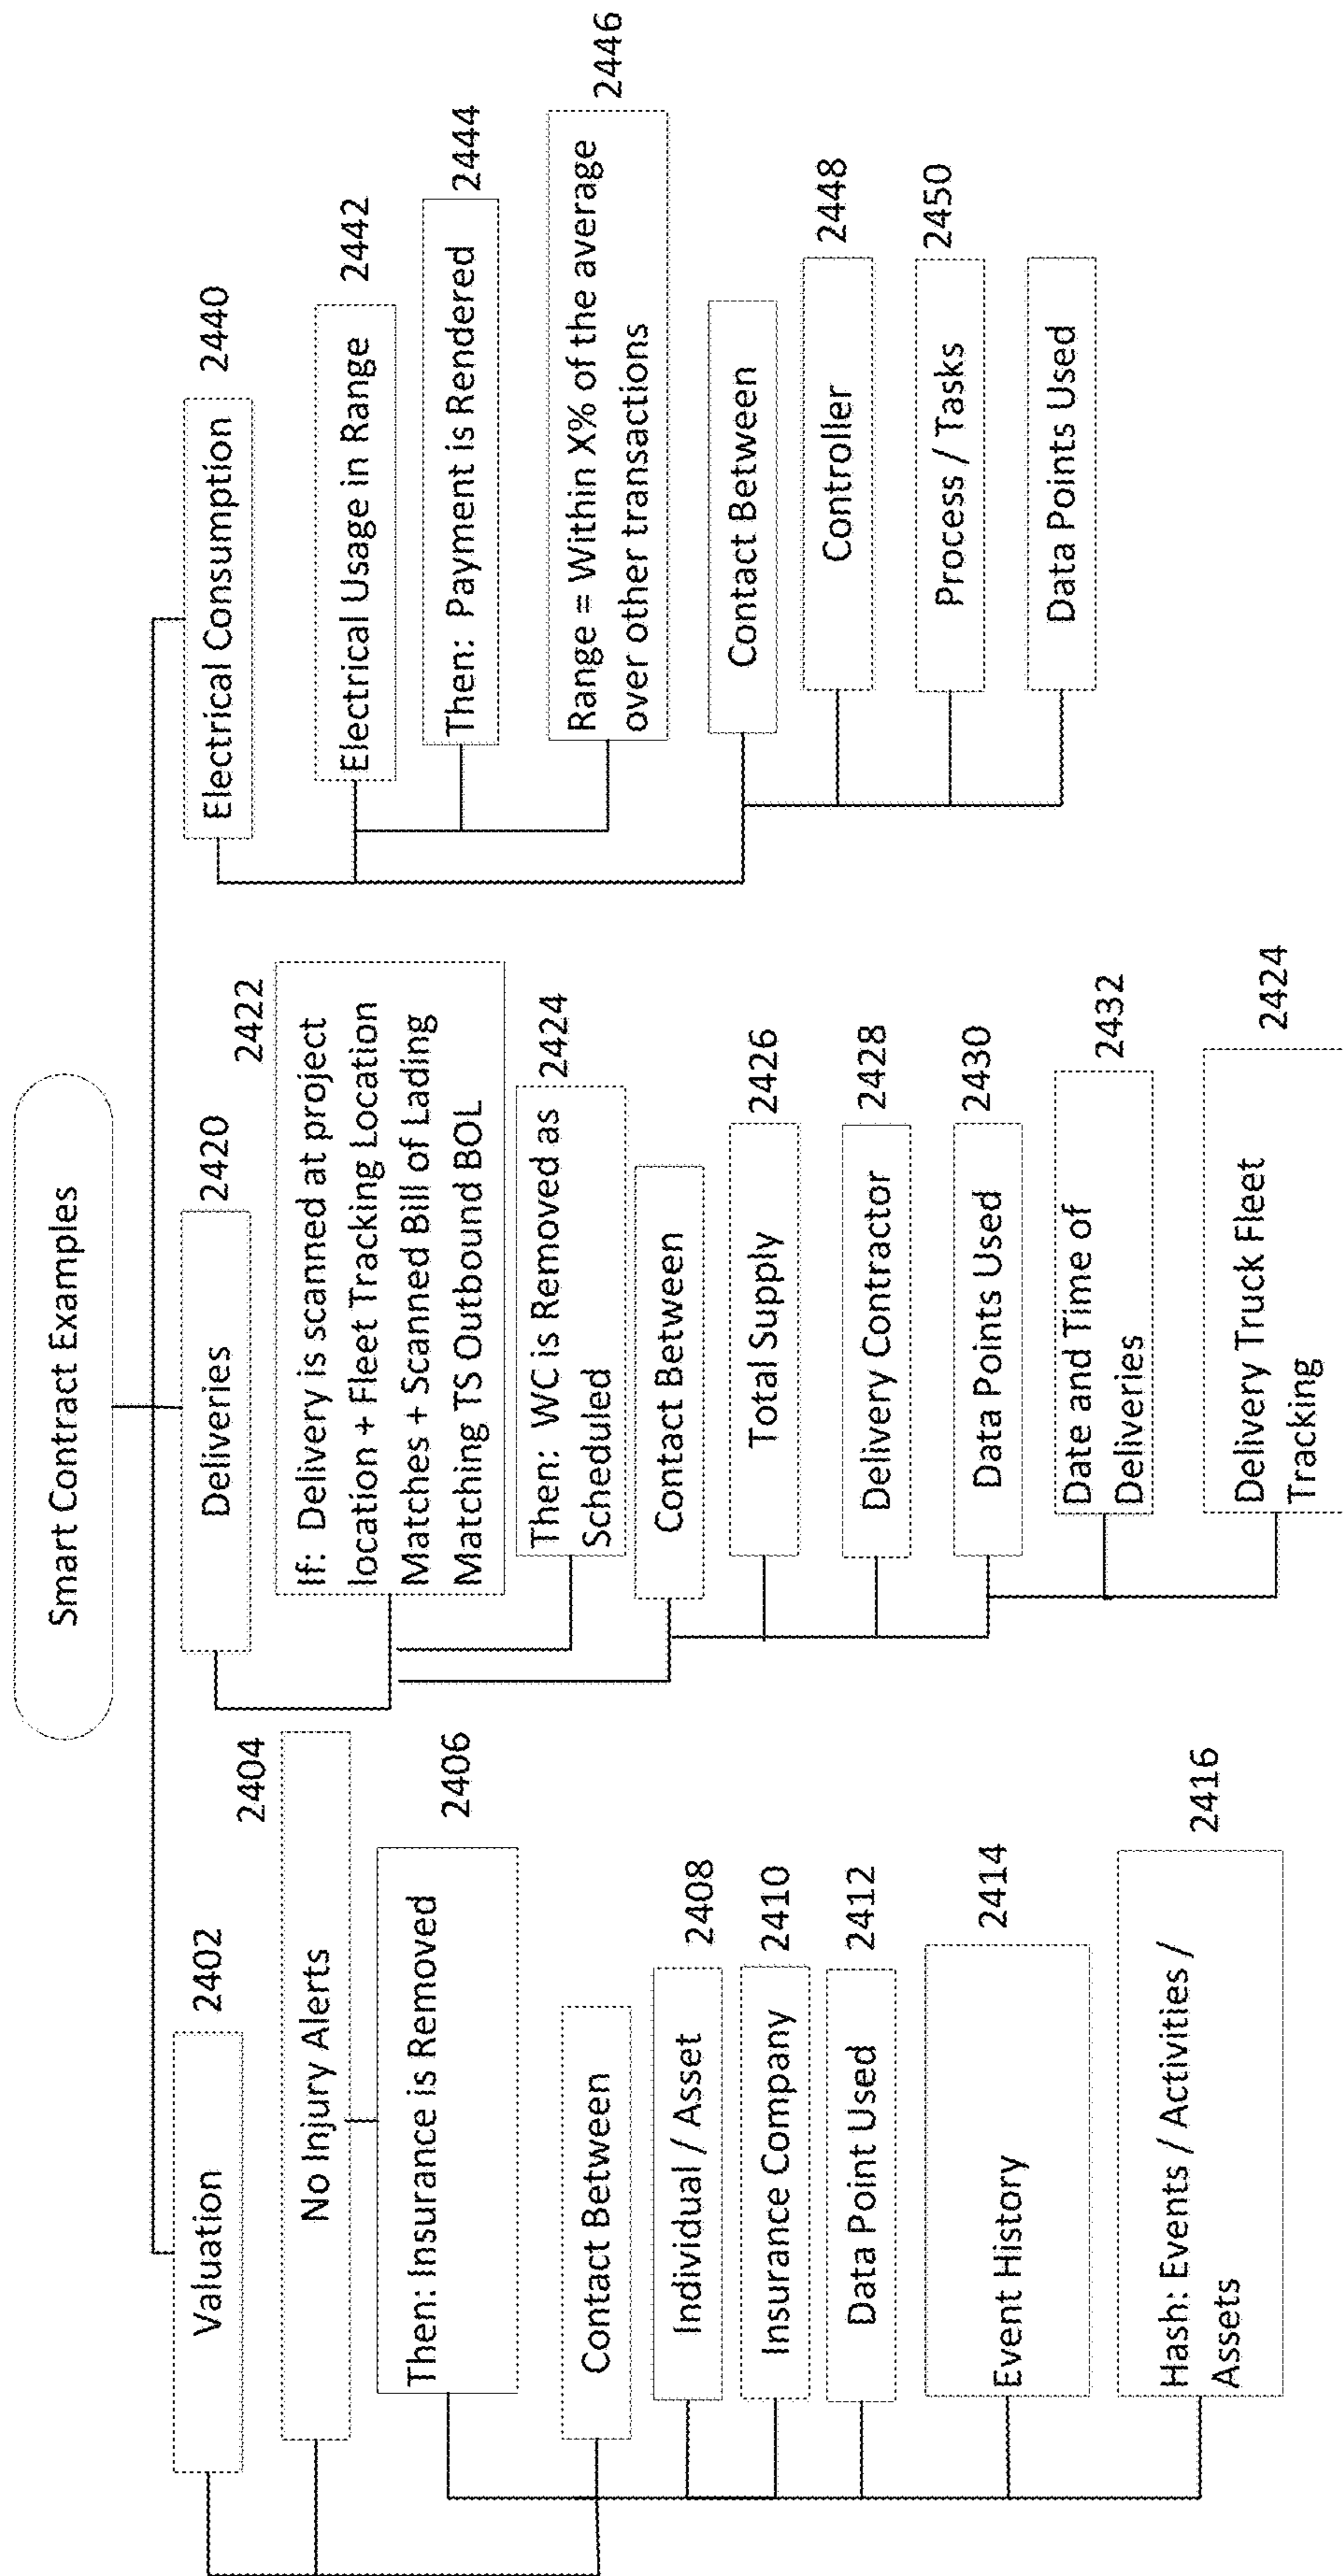 Smart Contract Examples
Valuation
2402
No Injury Alerts
2404
Then: Insurance is Removed
2406
Contact Between
Individual / Asset
2408
Insurance Company
2410
Data Point Used
2412
Event History
2414
Hash: Events / Activities /
Assets
2416
Deliveries
2420
If: Delivery is scanned at project
location + Fleet Tracking Location
Matches + Scanned Bill of Lading
Matching TS Outbound BOL
2422
Then: WC is Removed as
Scheduled
2424
Contact Between
Total Supply
2426
Delivery Contractor
2428
Data Points Used
2430
Date and Time of
Deliveries
2432
Delivery Truck Fleet
Tracking
2424
Electrical Consumption
2440
Electrical Usage in Range
2442
Then: Payment is Rendered
2444
Range = Within X% of the average
over other transactions
2446
Contact Between
Controller
2448
Process / Tasks
2450
Data Points Used